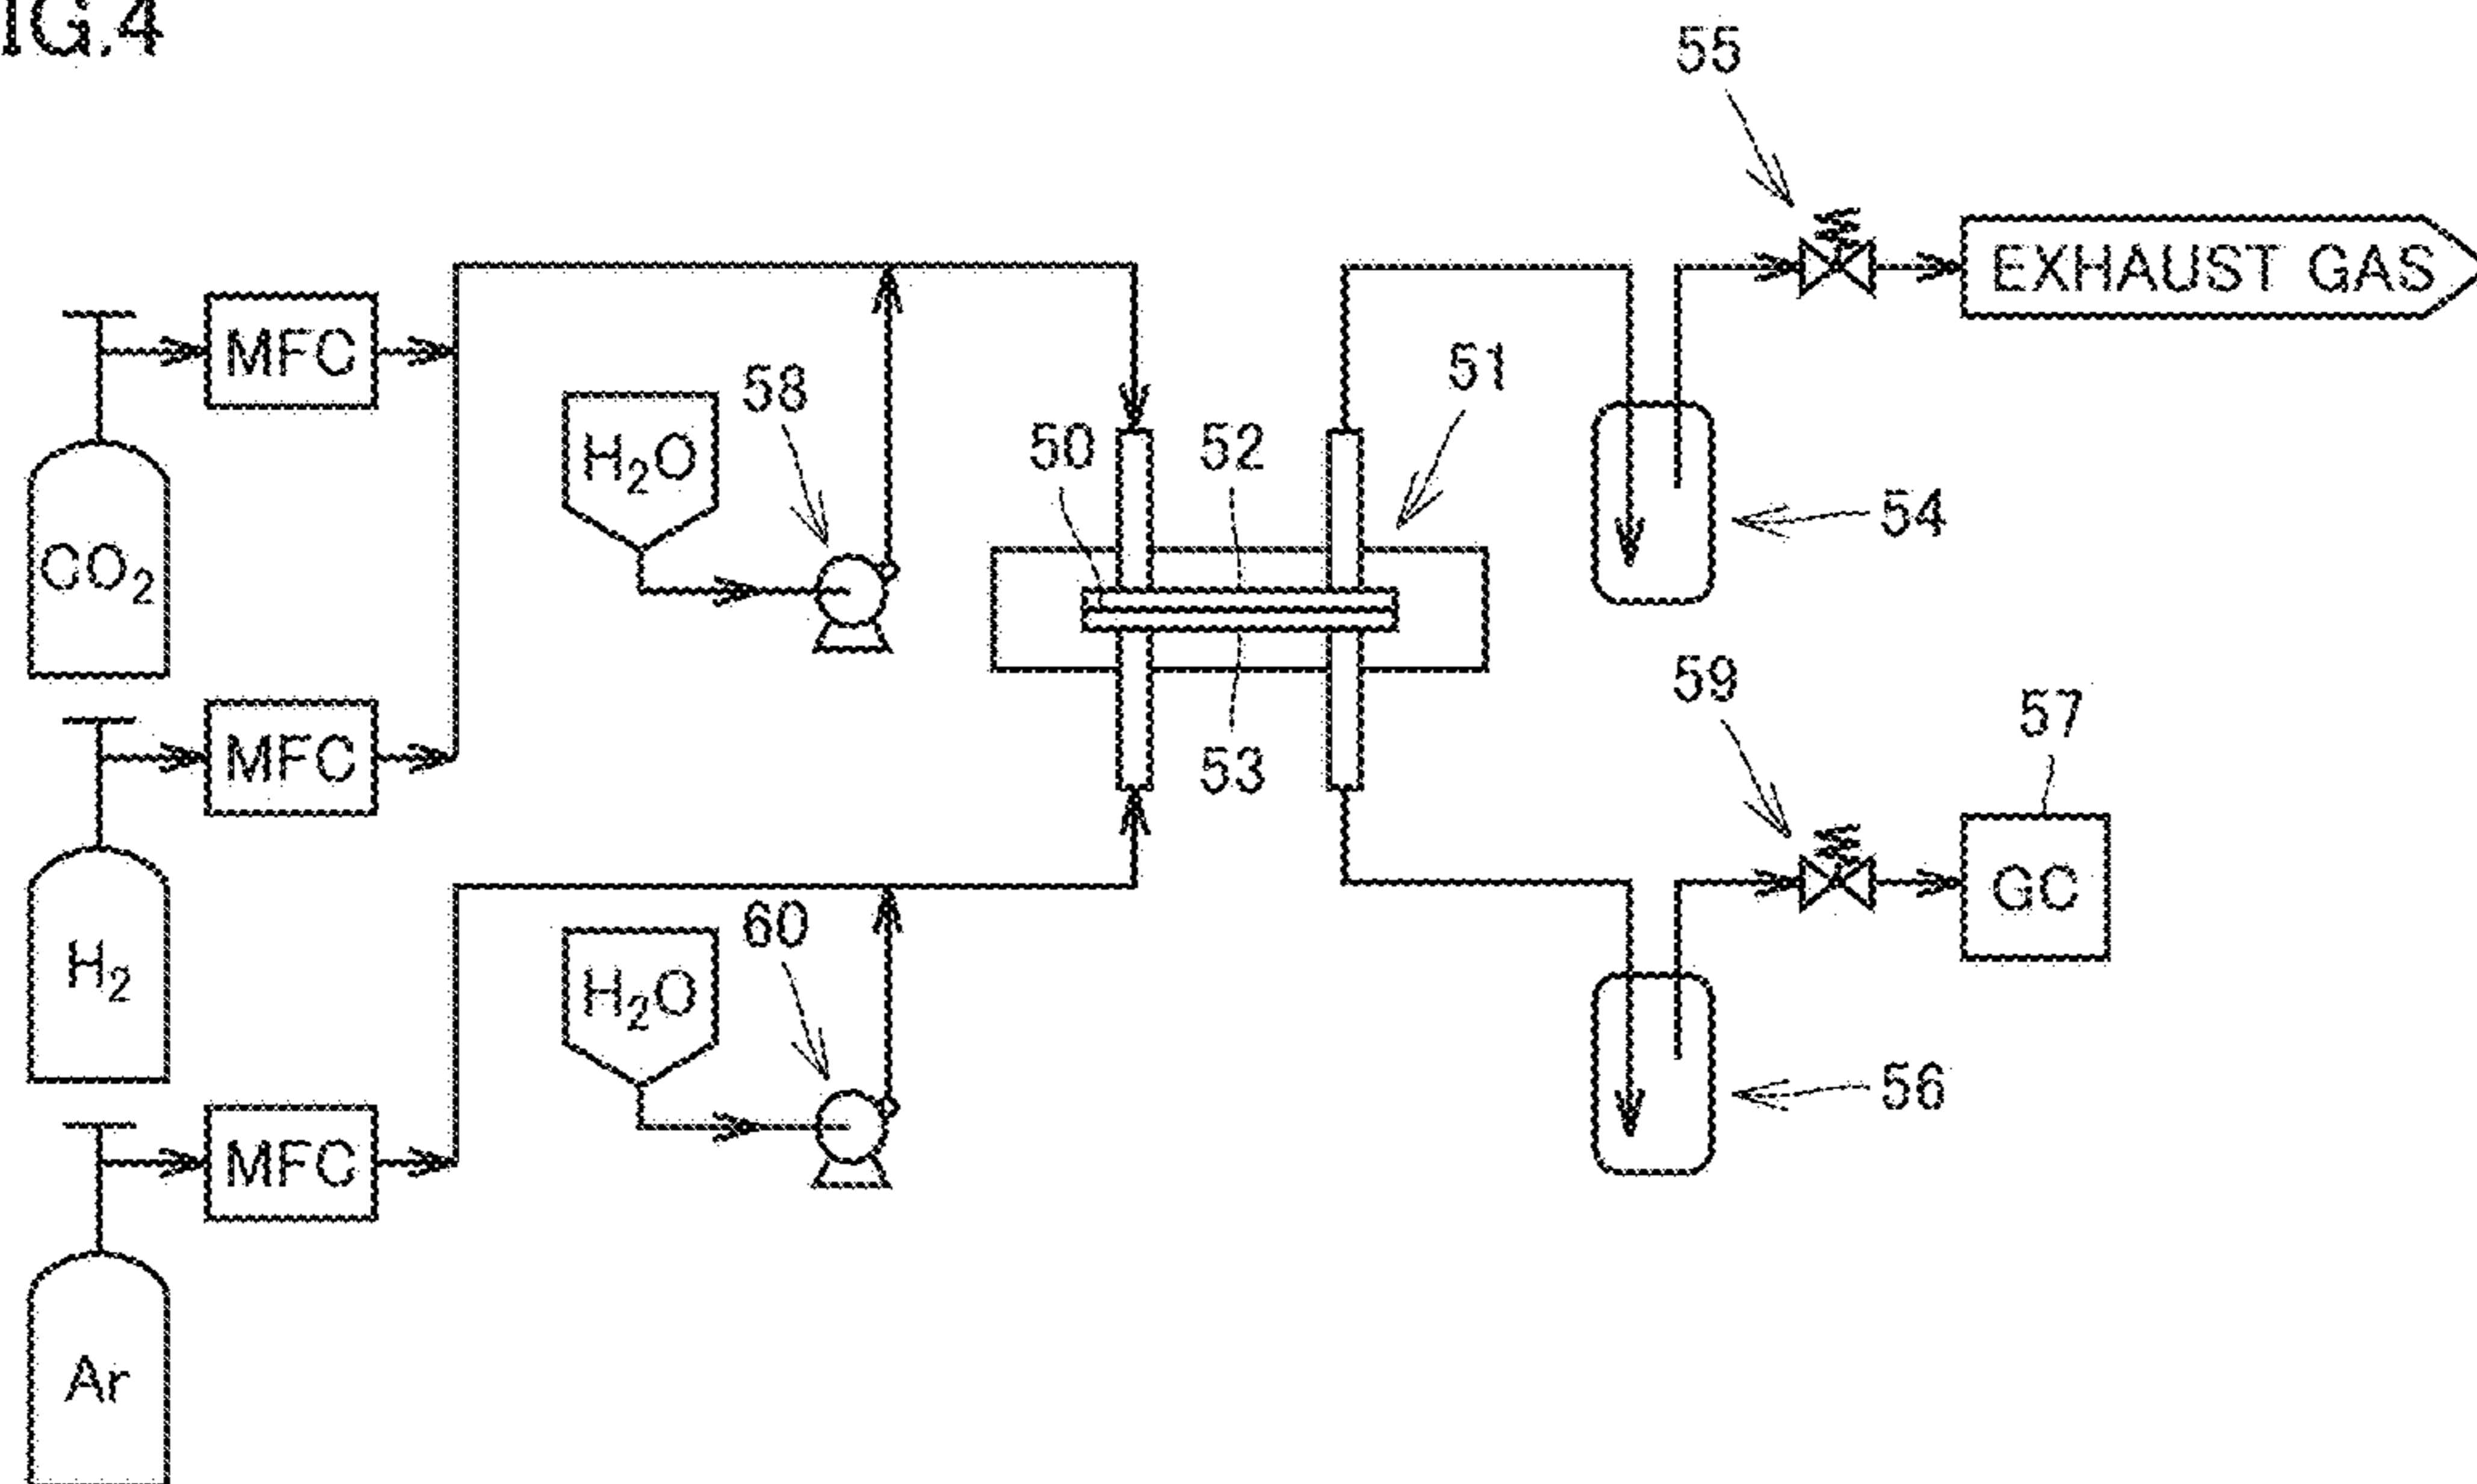 IG.4
55
EXHAUST GAS
MFC
58
51
H₂O
50
52
54
CO₂
59
57
MFC
53
GC
60
H₂O
H₂
56
MFC
Ar